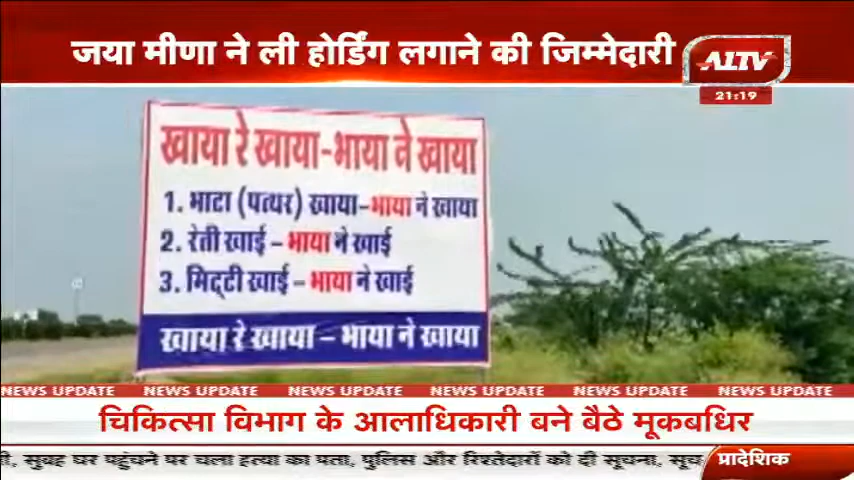 जया मीणा ने ली होर्डिंग लगाने की जिम्मेदारी
ALTV
21:19
खाया रे खाया-भाया ने खाया
1. भाटा (पत्थर) खाया-भाया ने खाया
2. रेती खाई - भाया ने खाई
3. मिट्टी खाई - भाया ने खाई
खाया रे खाया - भाया ने खाया
NEWS UPDATE NEWS UPDATE NEWS UPDATE NEWS UPDATE NEWS UPDATE NEWS UPDATE
चिकित्सा विभाग के आलाधिकारी बने बैठे मूकबधिर
ी, सुबह घर पहुंचने पर चला हत्या का पता, पुलिस और रिश्तेदारों को दी सूचना, सूच
प्रादेशिक